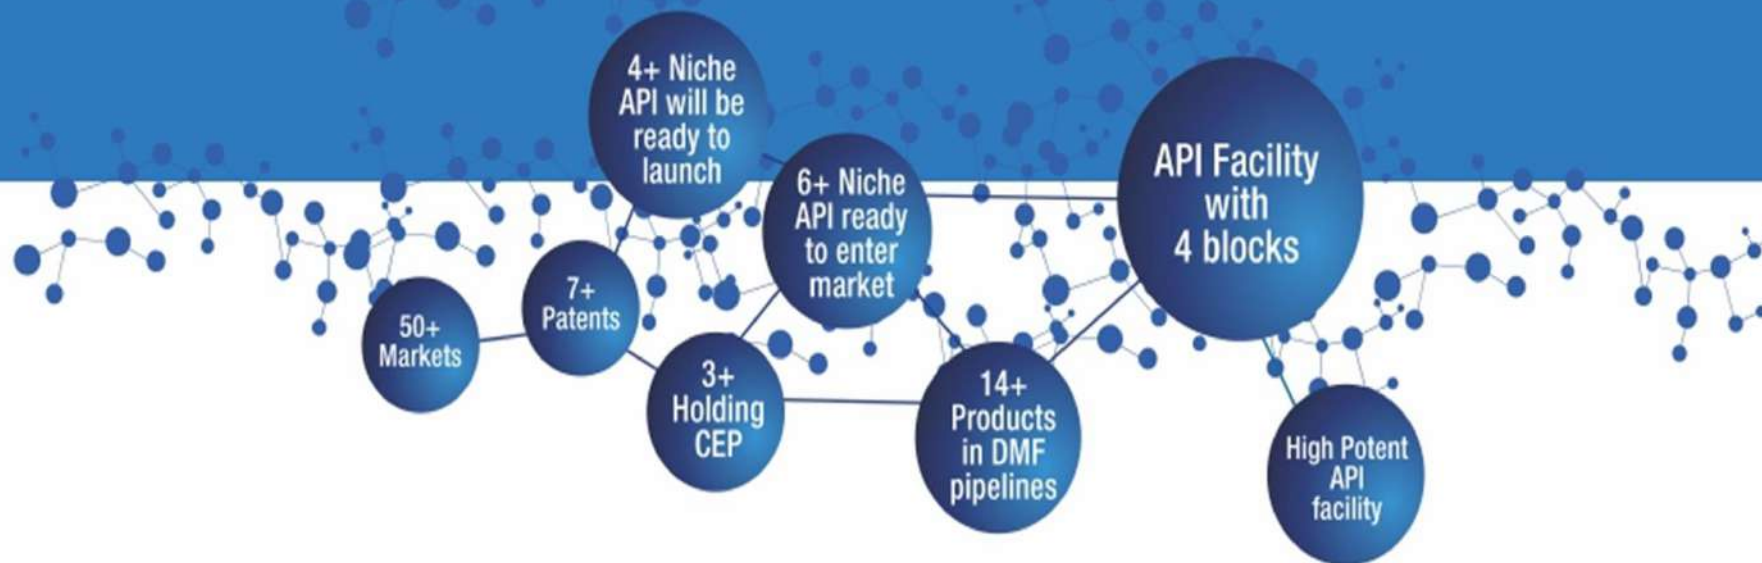 4+ Niche
API will be
ready to
launch
6+ Niche
API ready
to enter
market
API Facility
with
4 blocks
50+
Markets
7+
Patents
3+
Holding
CEP
14+
Products
in DMF
pipelines
High Potent
API
facility